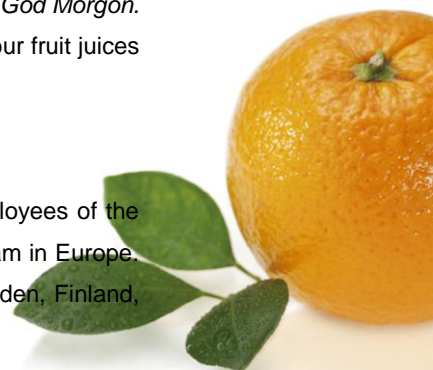 God Morgon.
our fruit juices
loyees of the
am in Europe.
den, Finland,